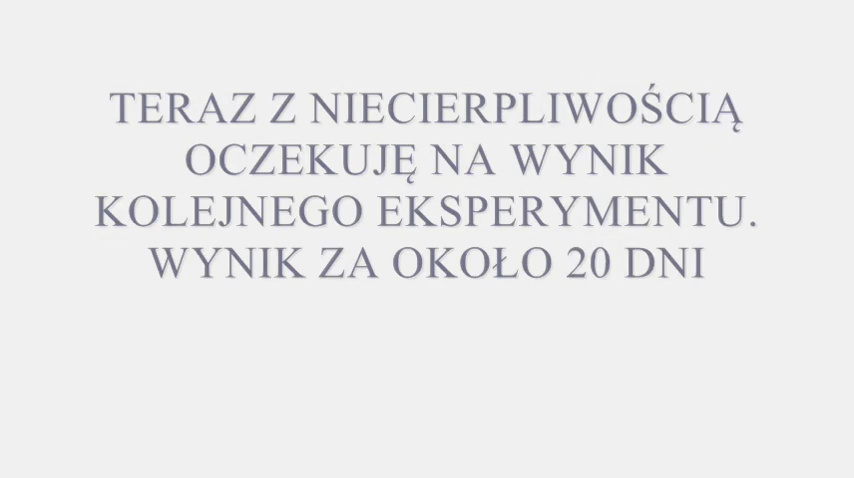 TERAZ Z NIECIERPLIWOŚCIĄ
OCZEKUJĘ NA WYNIK
KOLEJNEGO EKSPERYMENTU.
WYNIK ZA OKOŁO 20 DNI